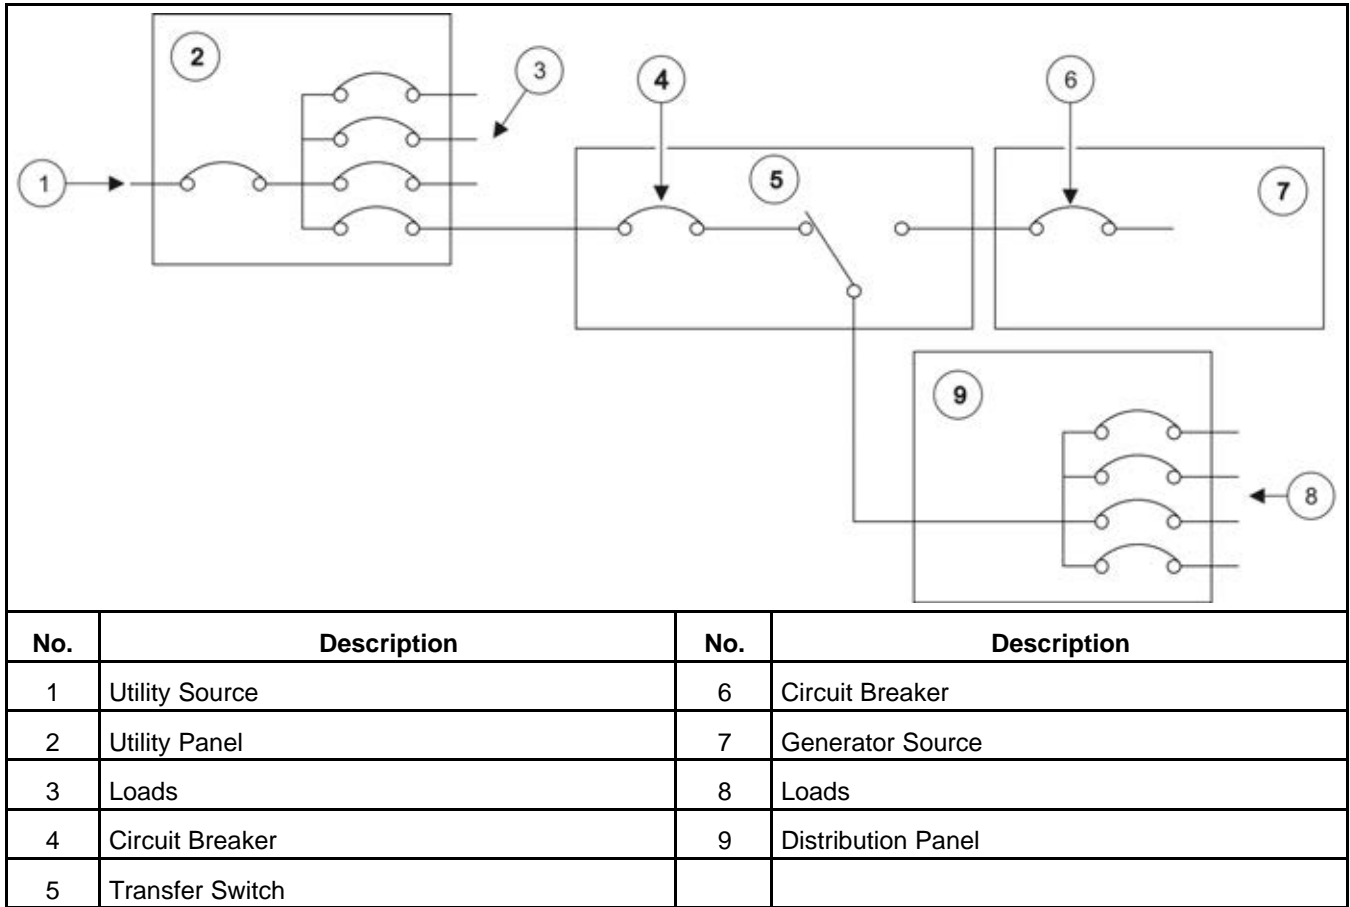 2
3
4
6
1
5
7
9
8
No. Description No. Description
1 Utility Source 6 Circuit Breaker
2 Utility Panel 7 Generator Source
3 Loads 8 Loads
4 Circuit Breaker 9 Distribution Panel
5 Transfer Switch